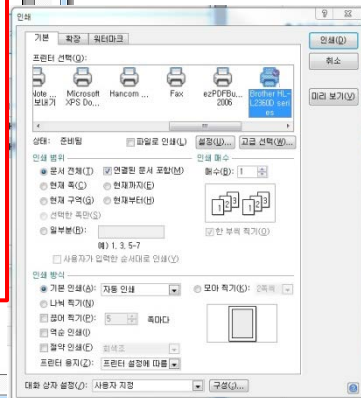 인쇄
기본 확장 워터마크
프린터 선택(Q):
Note ... 보내기
Microsoft XPS Do...
Hancom ...
Fax
ezPDFBu... 2006
Brother HL-L2360D series
상태: 준비됨
파일로 인쇄(L) 설정(U)... 고급 선택(W)...
인쇄 범위 인쇄 매수
문서 전체(T) 연결된 문서 포함(M) 매수(B): 1
현재 쪽(C) 현재까지(E)
현재 구역(G) 현재부터(H)
선택한 쪽만(S)
일부분(R): 한 부씩 찍기(O)
예) 1, 3, 5-7
사용자가 입력한 순서대로 인쇄(Y)
인쇄 방식
기본 인쇄(A): 자동 인쇄 모아 찍기(K): 2쪽씩
나눠 찍기(N)
끊어 찍기(P): 5 쪽마다
역순 인쇄(I)
절약 인쇄(F) 회색조
프린터 용지(Z): 프린터 설정에 따름
대화 상자 설정(/): 사용자 지정 구성(,)...
인쇄(D)
취소
미리 보기(V)